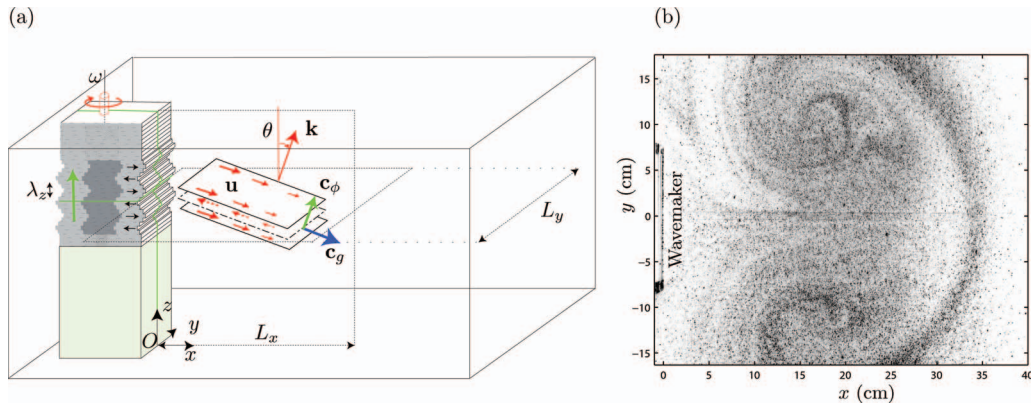 (a)
ω
θ
k
λz
u
cϕ
cg
Ly
z
y
O
x
Lx
(b)
15
10
5
0
−5
−10
−15
y (cm)
Wavemaker
0 5 10 15 20 25 30 35 40
x (cm)